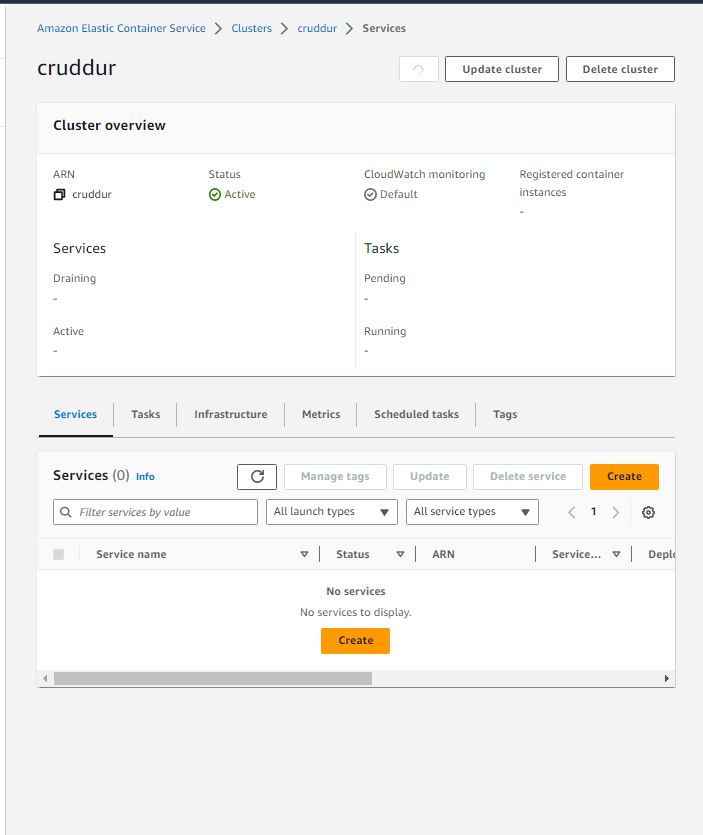 Amazon Elastic Container Service > Clusters > cruddur > Services
cruddur
Update cluster
Delete cluster
Cluster overview
ARN
cruddur
Status
Active
CloudWatch monitoring
Default
Registered container
instances
-
Services
Draining
-
Active
-
Tasks
Pending
-
Running
-
Services Tasks Infrastructure Metrics Scheduled tasks Tags
Services (0) Info
Manage tags
Update
Delete service
Create
Filter services by value
All launch types
All service types
1
Service name Status ARN Service... Deplo
No services
No services to display.
Create